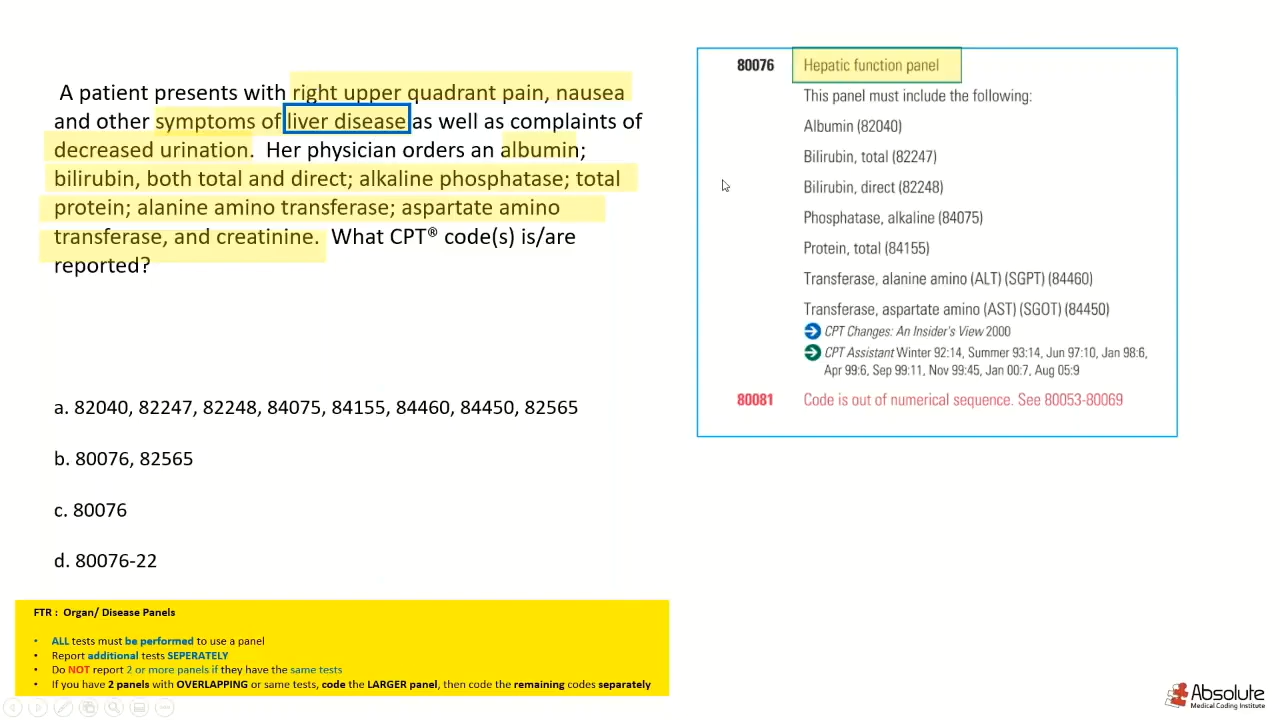 A patient presents with right upper quadrant pain, nausea
and other symptoms of liver disease as well as complaints of
decreased urination. Her physician orders an albumin;
bilirubin, both total and direct; alkaline phosphatase; total
protein; alanine amino transferase; aspartate amino
transferase, and creatinine. What CPT® code(s) is/are
reported?
a. 82040, 82247, 82248, 84075, 84155, 84460, 84450, 82565
b. 80076, 82565
c. 80076
d. 80076-22
FTR : Organ/ Disease Panels
• ALL tests must be performed to use a panel
• Report additional tests SEPERATELY
• Do NOT report 2 or more panels if they have the same tests
• If you have 2 panels with OVERLAPPING or same tests, code the LARGER panel, then code the remaining codes separately
80076 Hepatic function panel
This panel must include the following:
Albumin (82040)
Bilirubin, total (82247)
Bilirubin, direct (82248)
Phosphatase, alkaline (84075)
Protein, total (84155)
Transferase, alanine amino (ALT) (SGPT) (84460)
Transferase, aspartate amino (AST) (SGOT) (84450)
CPT Changes: An Insider's View 2000
CPT Assistant Winter 92:14, Summer 93:14, Jun 97:10, Jan 98:6,
Apr 99:6, Sep 99:11, Nov 99:45, Jan 00:7, Aug 05:9
80081 Code is out of numerical sequence. See 80053-80069
Absolute
Medical Coding Institute